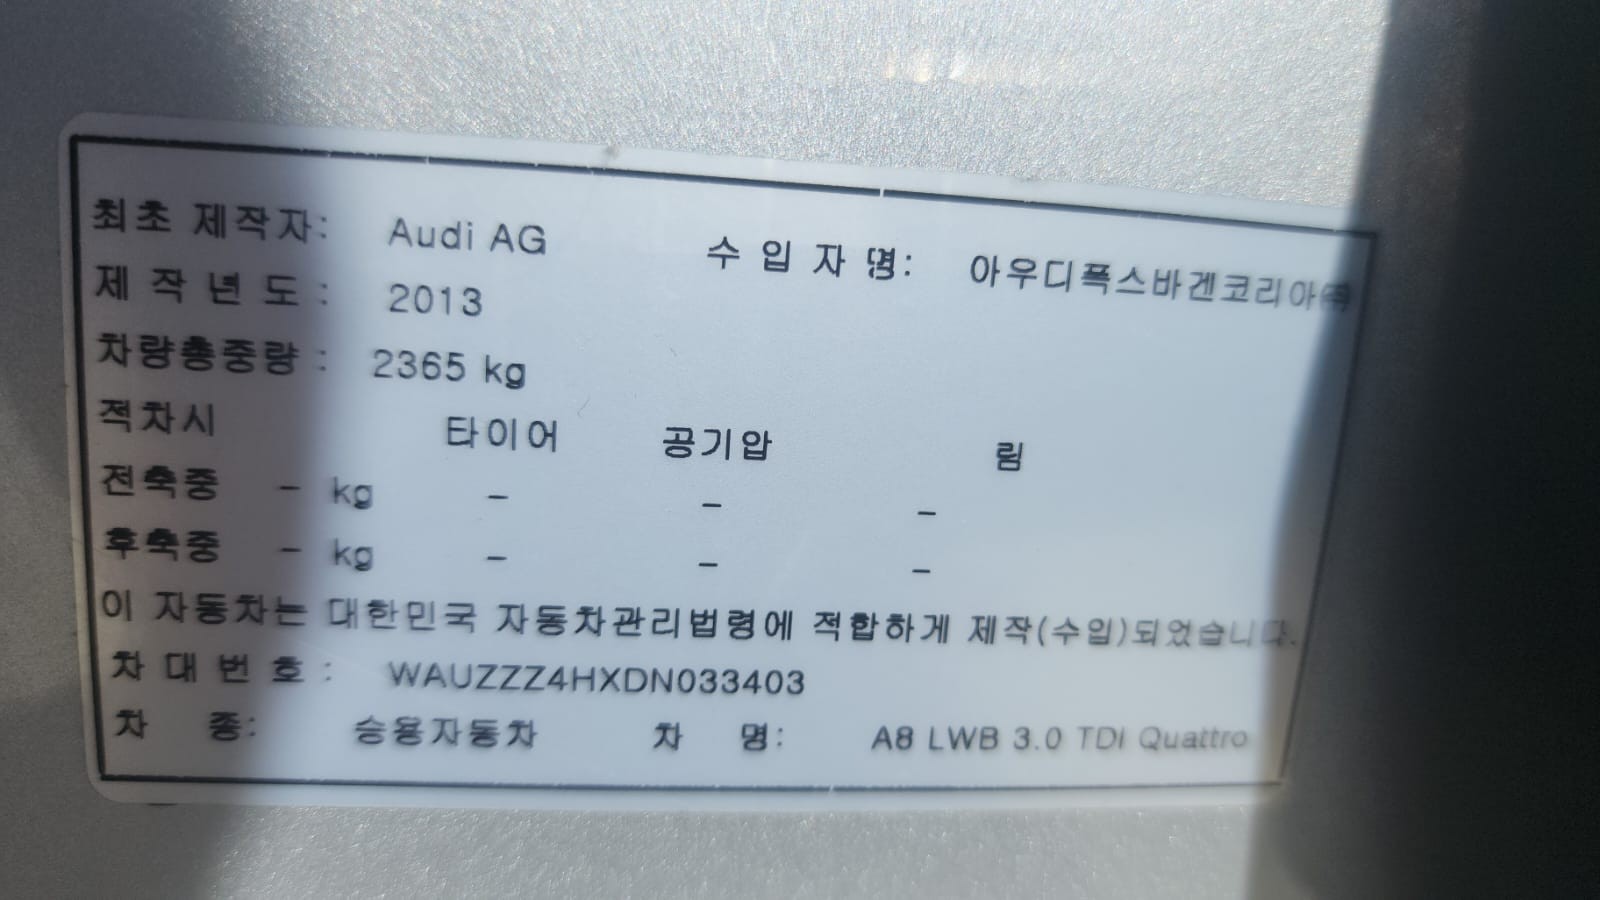 최초 제작자: Audi AG 수 입 자 명: 아우디폭스바겐코리아㈜
제 작 년 도 : 2013
차량총중량 : 2365 kg
적차시 타이어 공기압 림
전축중 - kg - - -
후축중 - kg - - -
이 자동차는 대한민국 자동차관리법령에 적합하게 제작(수입)되었습니다.
차 대 번 호 : WAUZZZ4HXDN033403
차 종: 승용자동차 차 명: A8 LWB 3.0 TDI Quattro